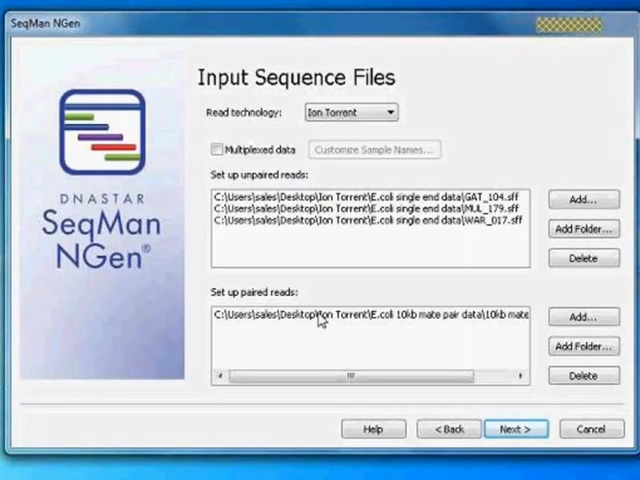 SeqMan NGen
Input Sequence Files
Read technology: Ion Torrent
Multiplexed data Customize Sample Names...
Set up unpaired reads:
C:\Users\sales\Desktop\Ion Torrent\E.coli single end data\GAT_104.sff
C:\Users\sales\Desktop\Ion Torrent\E.coli single end data\MUL_179.sff
C:\Users\sales\Desktop\Ion Torrent\E.coli single end data\WAR_017.sff
Add...
Add Folder...
Delete
DNASTAR
SeqMan
NGen®
Set up paired reads:
C:\Users\sales\Desktop\Ion Torrent\E.coli 10kb mate pair data\10kb mate
Add...
Add Folder...
Delete
Help < Back Next > Cancel